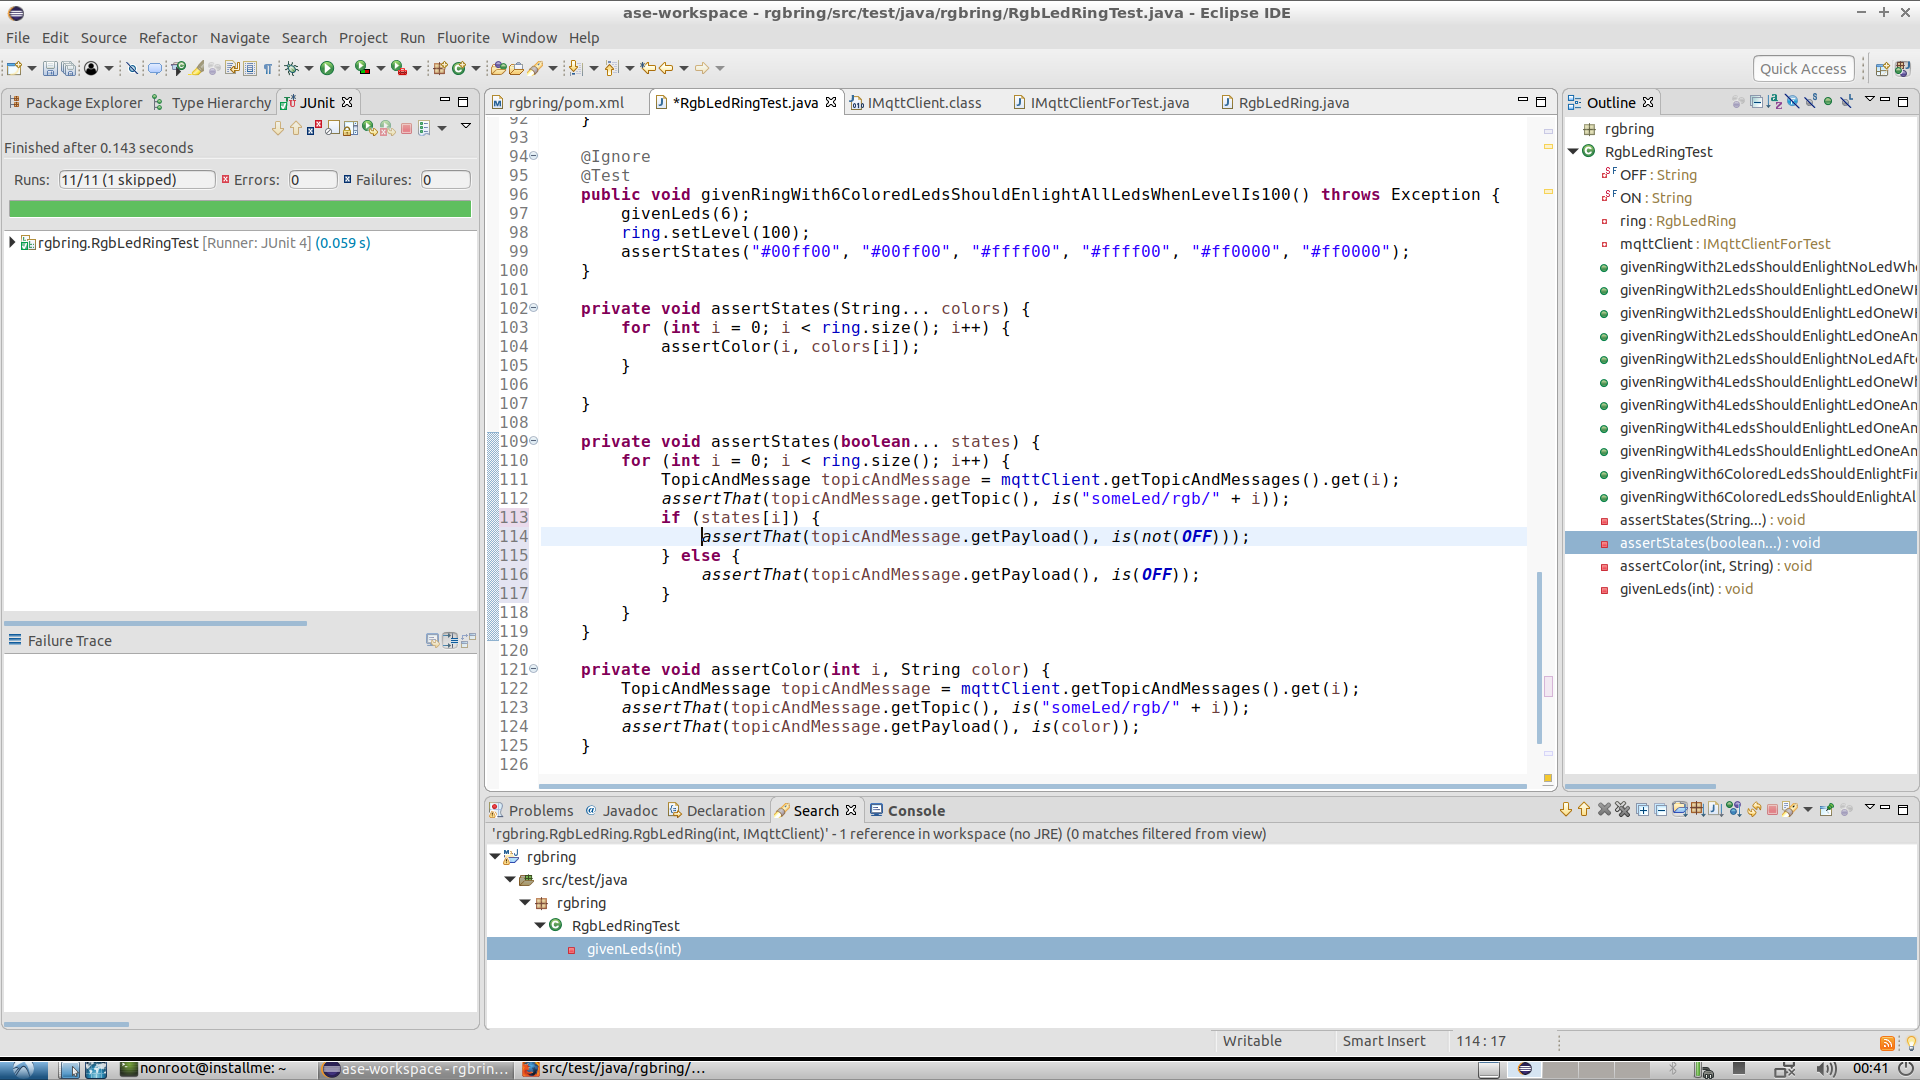 ase-workspace - rgbring/src/test/java/rgbring/RgbLedRingTest.java - Eclipse IDE
File Edit Source Refactor Navigate Search Project Run Fluorite Window Help
Quick Access
Package Explorer Type Hierarchy JUnit
Finished after 0.143 seconds
Runs: 11/11 (1 skipped) Errors: 0 Failures: 0
rgbring.RgbLedRingTest [Runner: JUnit 4] (0.059 s)
Failure Trace
rgbring/pom.xml *RgbLedRingTest.java IMqttClient.class IMqttClientForTest.java RgbLedRing.java
92 }
93
94 @Ignore
95 @Test
96 public void givenRingWith6ColoredLedsShouldEnlightAllLedsWhenLevelIs100() throws Exception {
97 givenLeds(6);
98 ring.setLevel(100);
99 assertStates("#00ff00", "#00ff00", "#ffff00", "#ffff00", "#ff0000", "#ff0000");
100 }
101
102 private void assertStates(String... colors) {
103 for (int i = 0; i < ring.size(); i++) {
104 assertColor(i, colors[i]);
105 }
106
107 }
108
109 private void assertStates(boolean... states) {
110 for (int i = 0; i < ring.size(); i++) {
111 TopicAndMessage topicAndMessage = mqttClient.getTopicAndMessages().get(i);
112 assertThat(topicAndMessage.getTopic(), is("someLed/rgb/" + i));
113 if (states[i]) {
114 assertThat(topicAndMessage.getPayload(), is(not(OFF)));
115 } else {
116 assertThat(topicAndMessage.getPayload(), is(OFF));
117 }
118 }
119 }
120
121 private void assertColor(int i, String color) {
122 TopicAndMessage topicAndMessage = mqttClient.getTopicAndMessages().get(i);
123 assertThat(topicAndMessage.getTopic(), is("someLed/rgb/" + i));
124 assertThat(topicAndMessage.getPayload(), is(color));
125 }
126
Outline
rgbring
RgbLedRingTest
OFF : String
ON : String
ring : RgbLedRing
mqttClient : IMqttClientForTest
givenRingWith2LedsShouldEnlightNoLedWhe
givenRingWith2LedsShouldEnlightLedOneWh
givenRingWith2LedsShouldEnlightLedOneWh
givenRingWith2LedsShouldEnlightLedOneAn
givenRingWith2LedsShouldEnlightNoLedAfte
givenRingWith4LedsShouldEnlightLedOneWh
givenRingWith4LedsShouldEnlightLedOneAn
givenRingWith4LedsShouldEnlightLedOneAn
givenRingWith4LedsShouldEnlightLedOneAn
givenRingWith6ColoredLedsShouldEnlightFi
givenRingWith6ColoredLedsShouldEnlightAl
assertStates(String...) : void
assertStates(boolean...) : void
assertColor(int, String) : void
givenLeds(int) : void
Problems Javadoc Declaration Search Console
'rgbring.RgbLedRing.RgbLedRing(int, IMqttClient)' - 1 reference in workspace (no JRE) (0 matches filtered from view)
rgbring
src/test/java
rgbring
RgbLedRingTest
givenLeds(int)
Writable Smart Insert 114 : 17
nonroot@installme: ~ ase-workspace - rgbrin... src/test/java/rgbring/... 00:41